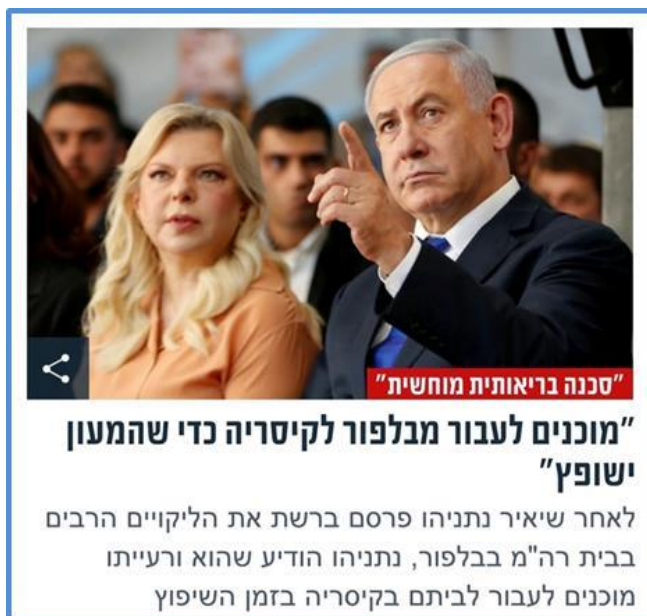 "סכנה בריאותית מוחשית"
"מוכנים לעבור מבלפור לקיסריה כדי שהמעון
ישופץ"
לאחר שיאיר נתניהו פרסם ברשת את הליקויים הרבים
בבית רה"מ בבלפור, נתניהו הודיע שהוא ורעייתו
מוכנים לעבור לביתם בקיסריה בזמן השיפוץ